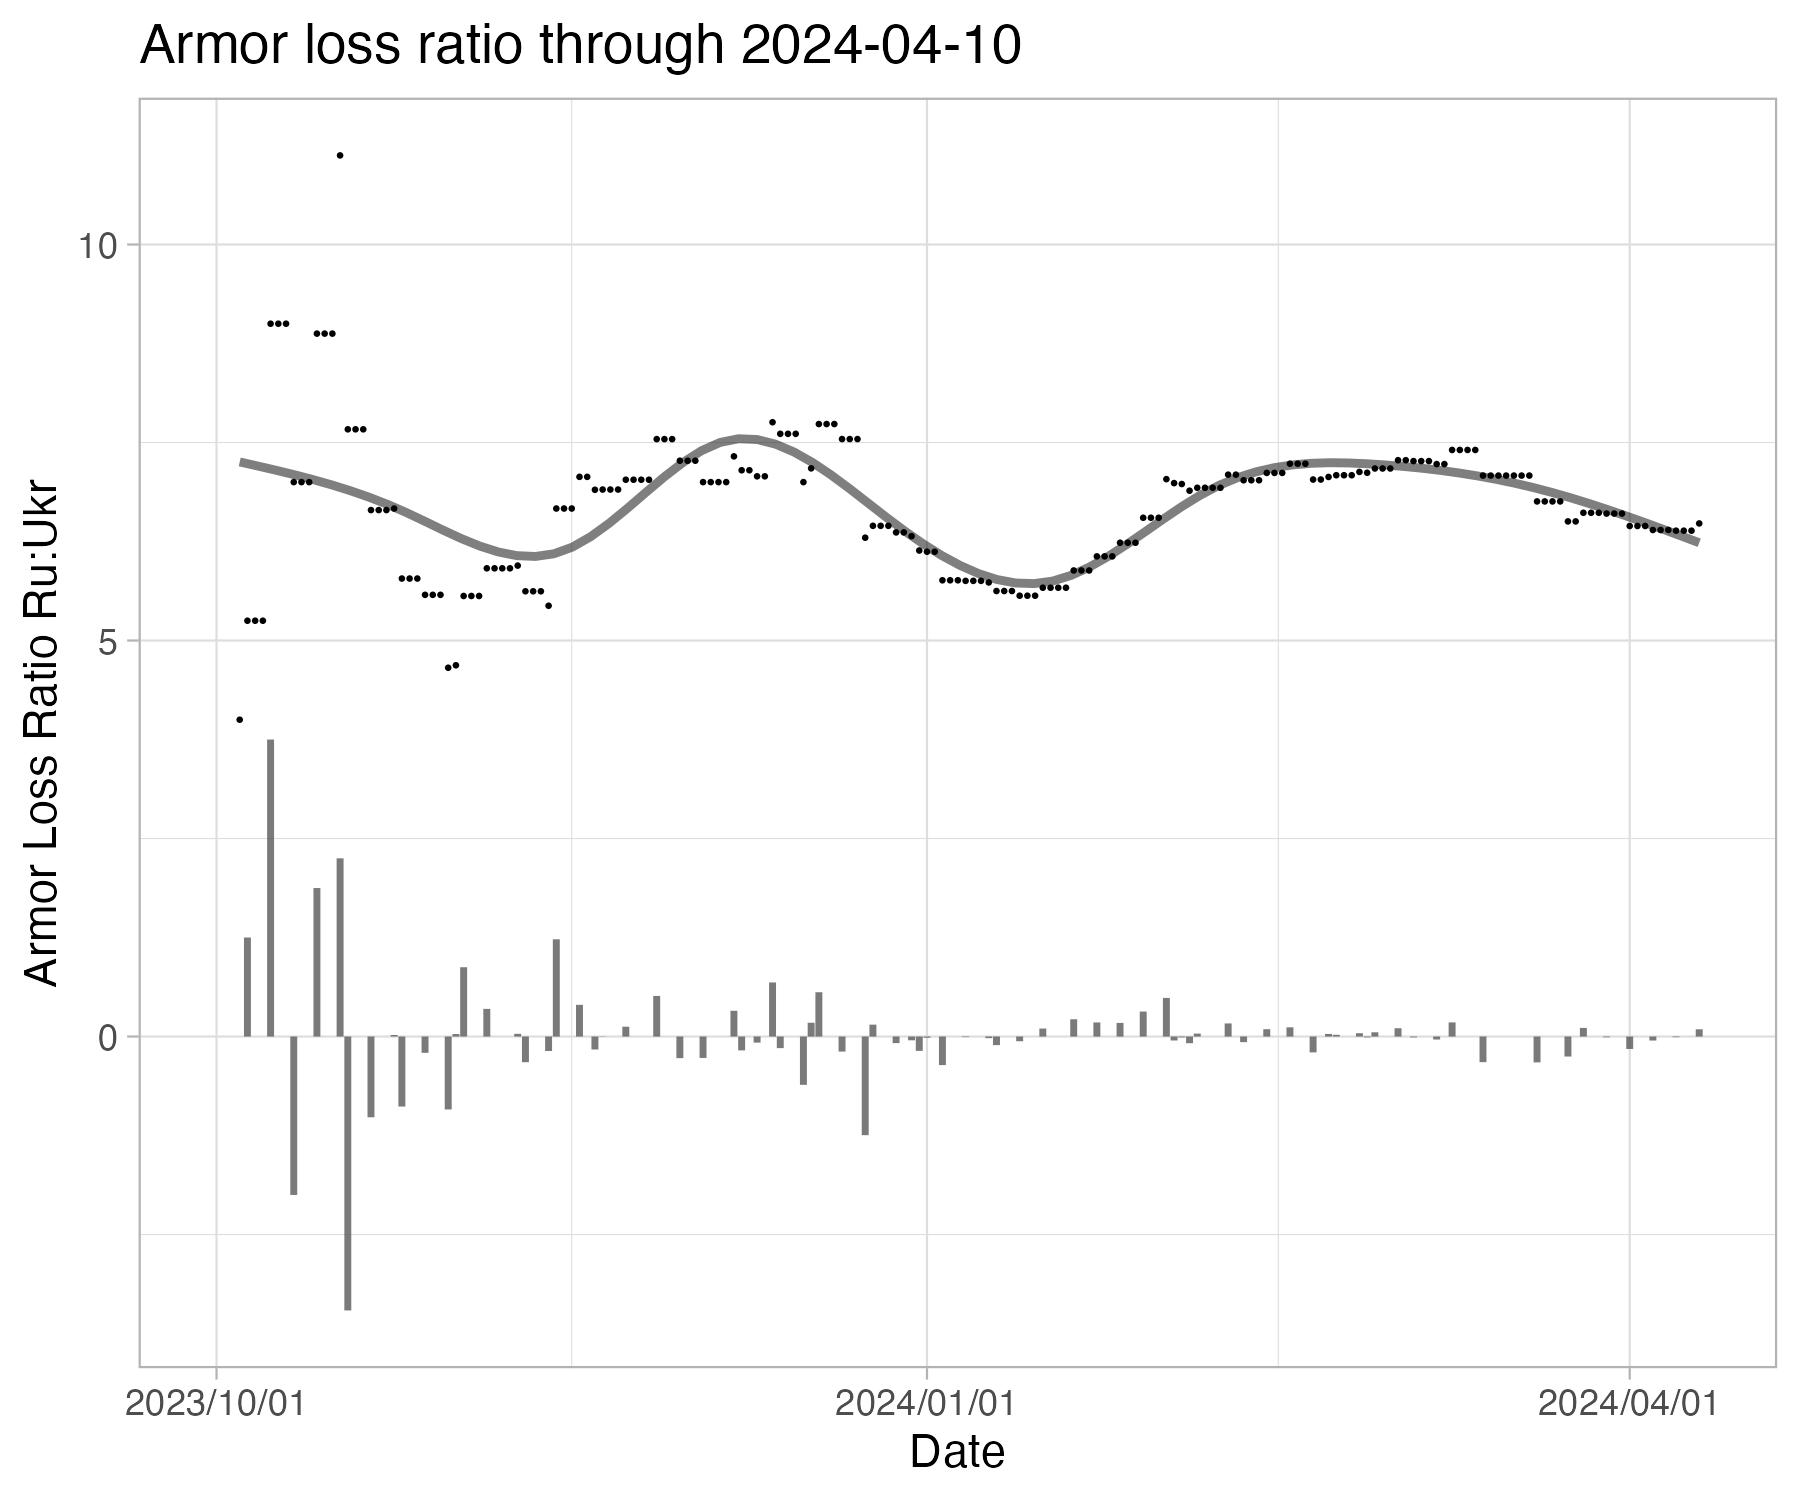 Armor loss ratio through 2024-04-10
Armor Loss Ratio Ru:Ukr
10
5
0
2023/10/01
2024/01/01
2024/04/01
Date